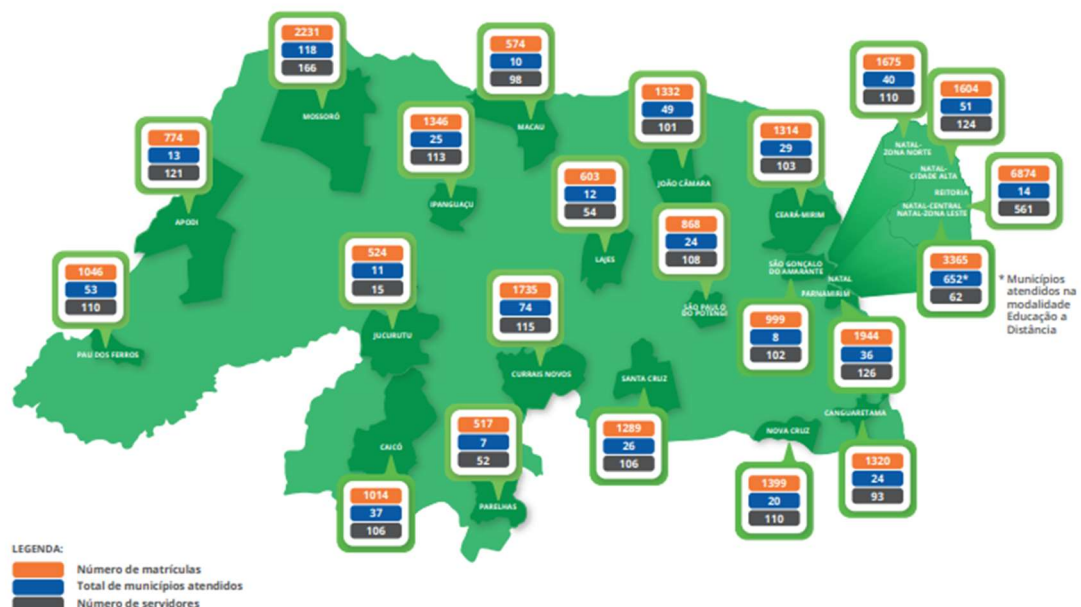 2231
118
166
MOSSORÓ
574
10
98
MACAU
1346
25
113
IPANGUAÇU
1332
49
101
JOÃO CÂMARA
1314
29
103
CEARÁ-MIRIM
1675
40
110
NATAL-
ZONA NORTE
1604
51
124
NATAL-
CIDADE ALTA
REITORIA
6874
14
561
NATAL-CENTRAL
NATAL-ZONA LESTE
3365
652*
62
* Municípios
atendidos na
modalidade
Educação a
Distância
774
13
121
APODI
603
12
54
LAJES
868
24
108
SÃO PAULO
DO POTENGI
SÃO GONÇALO
DO AMARANTE
NATAL
PARNAMIRIM
999
8
102
1944
36
126
1046
53
110
PAU DOS FERROS
524
11
15
JUCURUTU
1735
74
115
CURRAIS NOVOS
SANTA CRUZ
1289
26
106
CAICÓ
1014
37
106
517
7
52
PARELHAS
NOVA CRUZ
1399
20
110
CANGUARETAMA
1320
24
93
LEGENDA:
Número de matrículas
Total de municípios atendidos
Número de servidores